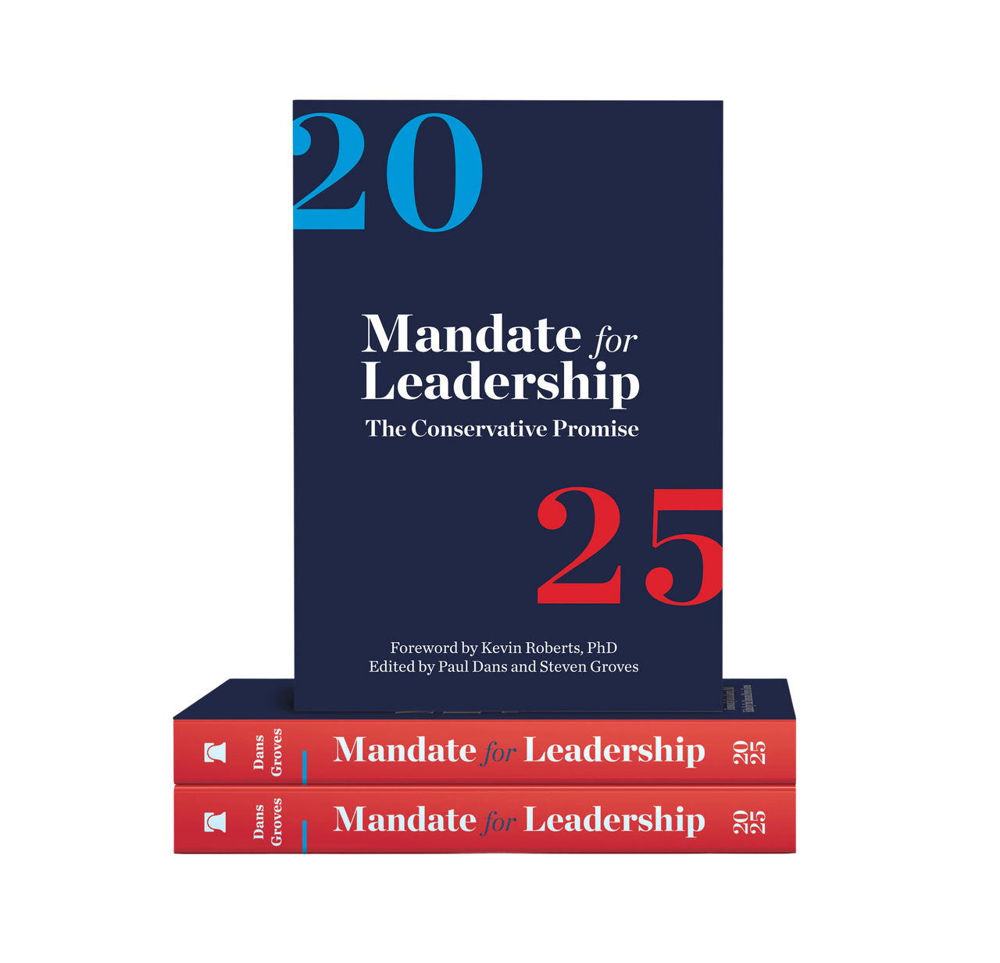 20
Mandate for
Leadership
The Conservative Promise
25
Foreword by Kevin Roberts, PhD
Edited by Paul Dans and Steven Groves
Dans
Groves
Mandate for Leadership
20
25
Dans
Groves
Mandate for Leadership
20
25